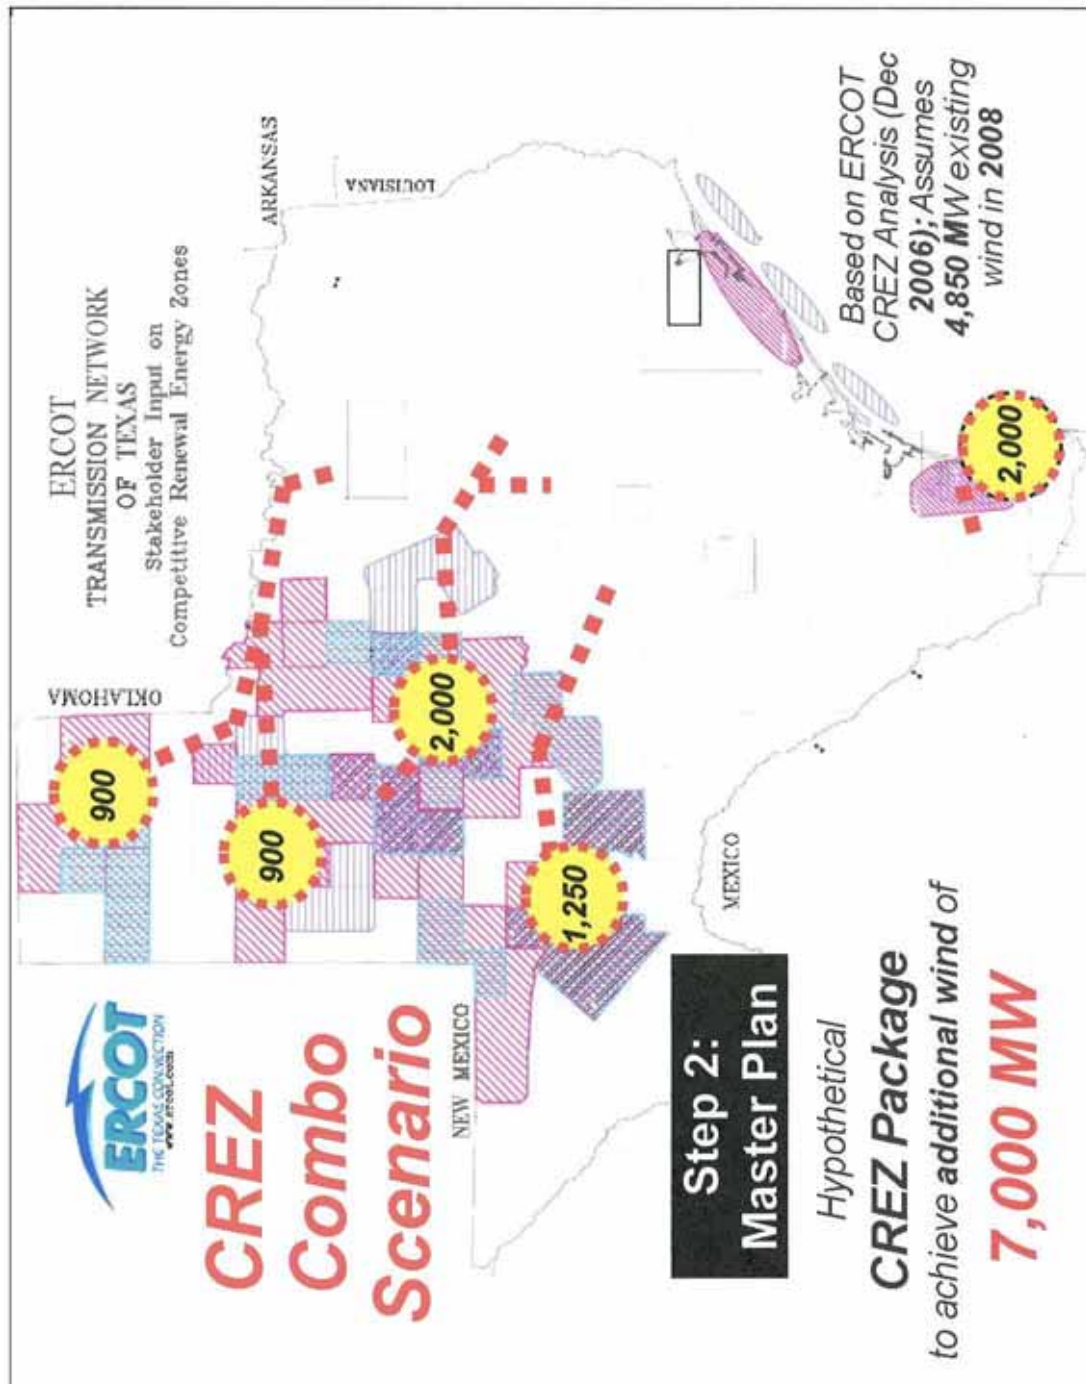 ERCOT
THE TEXAS CONNECTION
www.ercot.com
CREZ
Combo
Scenario
ERCOT
TRANSMISSION NETWORK
OF TEXAS
Stakeholder Input on
Competitive Renewal Energy Zones
OKLAHOMA
ARKANSAS
LOUISIANA
NEW MEXICO
MEXICO
900
900
2,000
1,250
2,000
Step 2:
Master Plan
Hypothetical
CREZ Package
to achieve additional wind of
7,000 MW
Based on ERCOT
CREZ Analysis (Dec
2006); Assumes
4,850 MW existing
wind in 2008